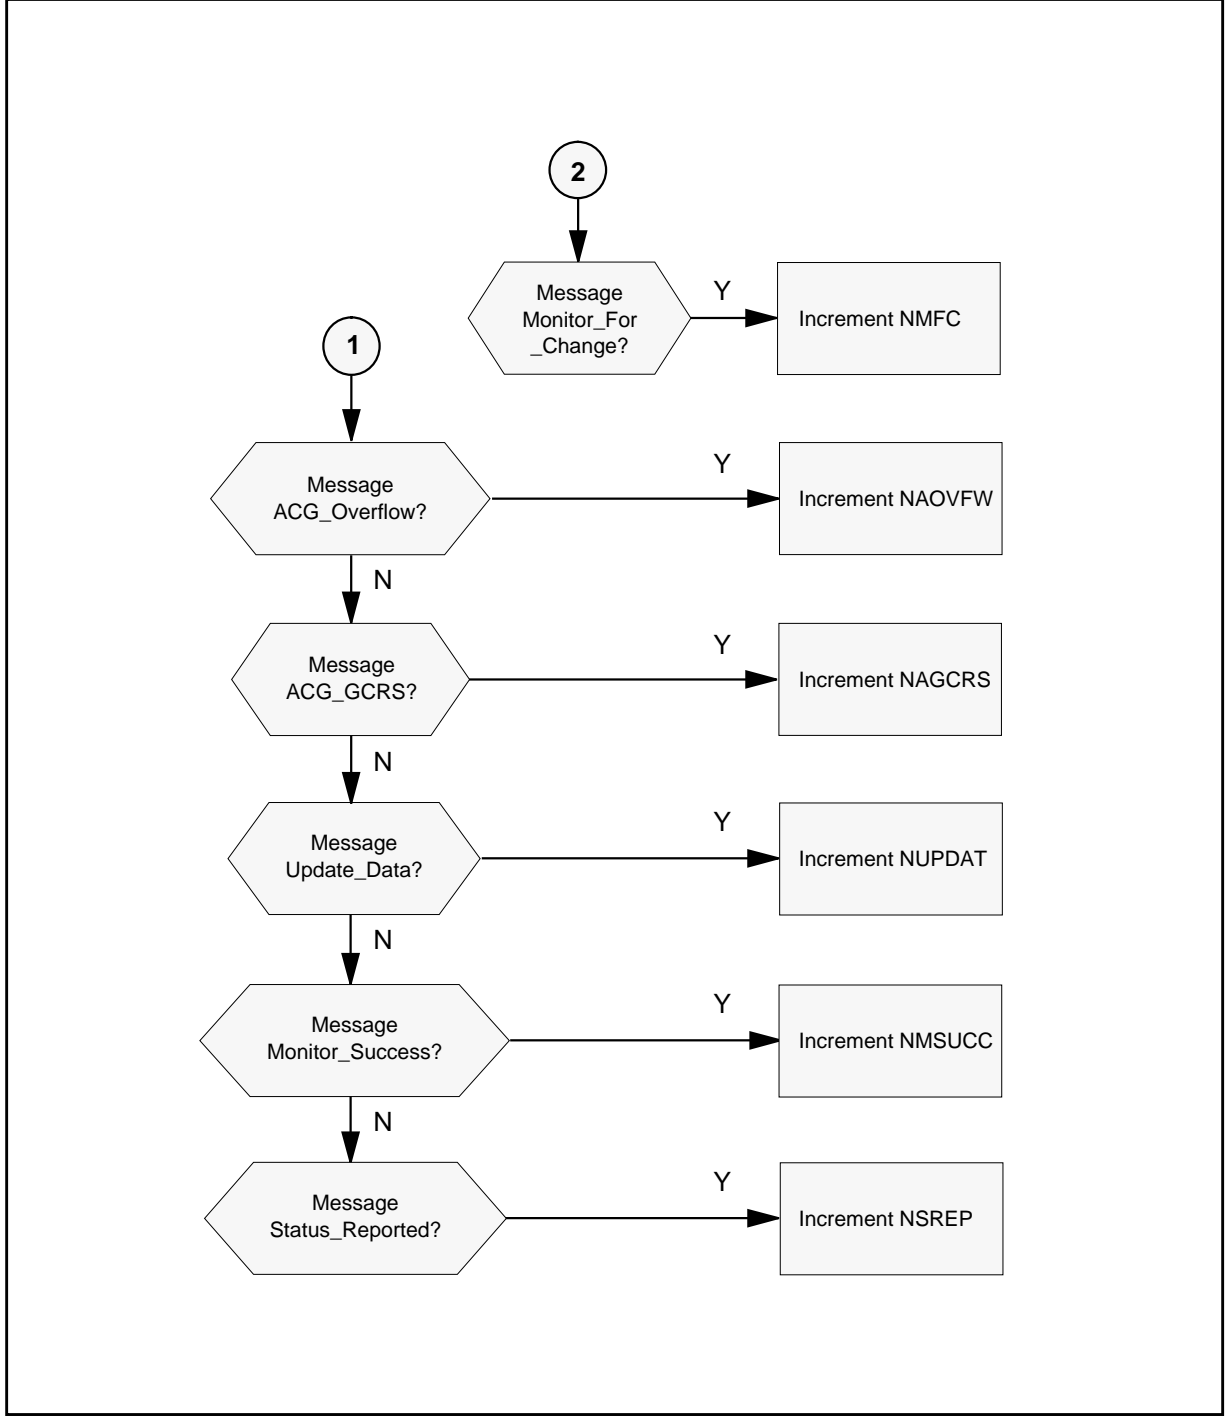 2
Message
Monitor_For
_Change?
Y
Increment NMFC
1
Message
ACG_Overflow?
Y
Increment NAOVFW
N
Message
ACG_GCRS?
Y
Increment NAGCRS
N
Message
Update_Data?
Y
Increment NUPDAT
N
Message
Monitor_Success?
Y
Increment NMSUCC
N
Message
Status_Reported?
Y
Increment NSREP